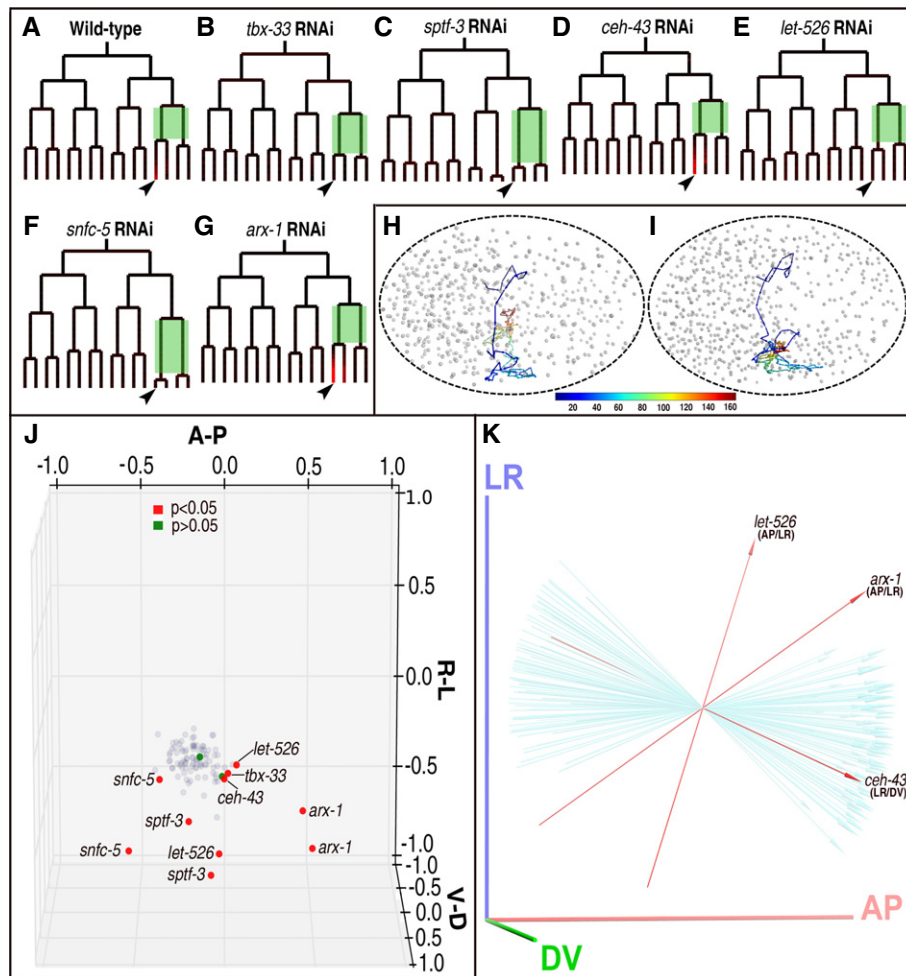 A Wild-type
B tbx-33 RNAi
C sptf-3 RNAi
D ceh-43 RNAi
E let-526 RNAi
F snfc-5 RNAi
G arx-1 RNAi
H
I
20 40 60 80 100 120 140 160
J
A-P
-1.0 -0.5 0.0 0.5 1.0
p<0.05
p>0.05
1.0
0.5
0.0
-0.5
-1.0
R-L
-1.0
-0.5
0.0
0.5
1.0
V-D
let-526
tbx-33
ceh-43
snfc-5
arx-1
sptf-3
snfc-5
let-526
arx-1
sptf-3
K
LR
let-526
(AP/LR)
arx-1
(AP/LR)
ceh-43
(LR/DV)
AP
DV